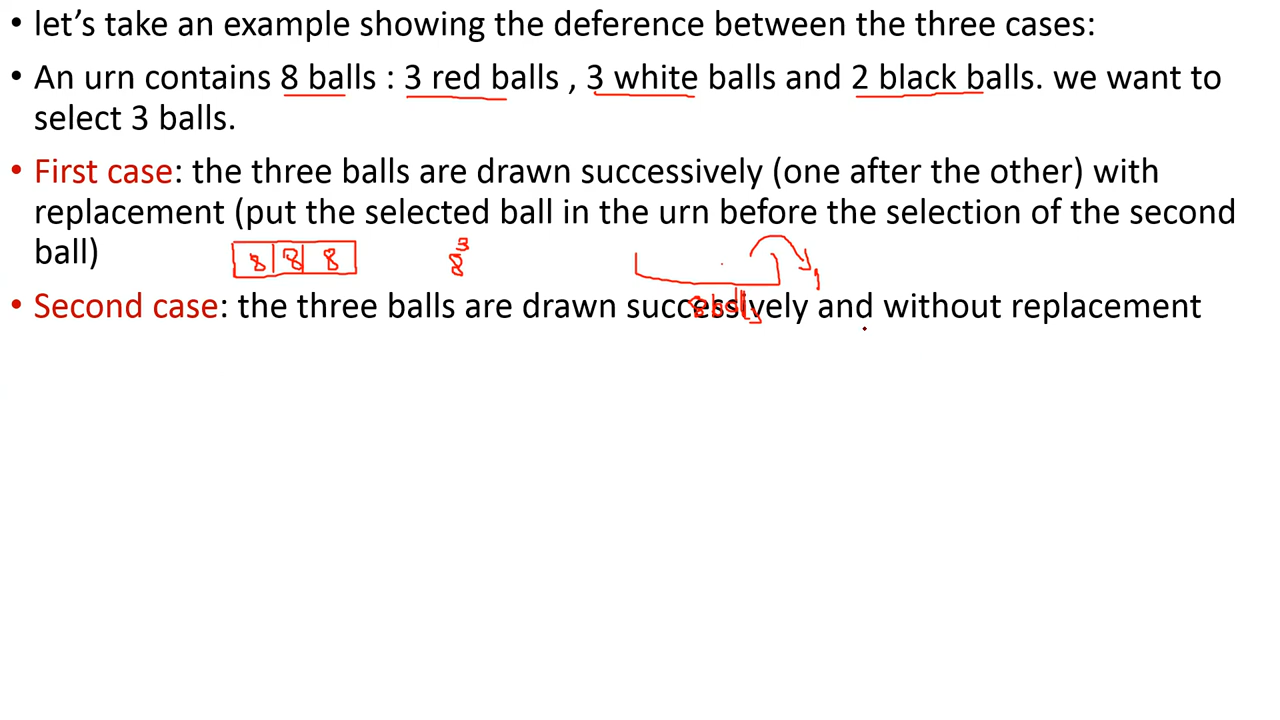 • let's take an example showing the deference between the three cases:
• An urn contains 8 balls : 3 red balls , 3 white balls and 2 black balls. we want to
select 3 balls.
• First case: the three balls are drawn successively (one after the other) with
replacement (put the selected ball in the urn before the selection of the second
ball)
8 8 8 8³
1
8 balls
• Second case: the three balls are drawn successively and without replacement